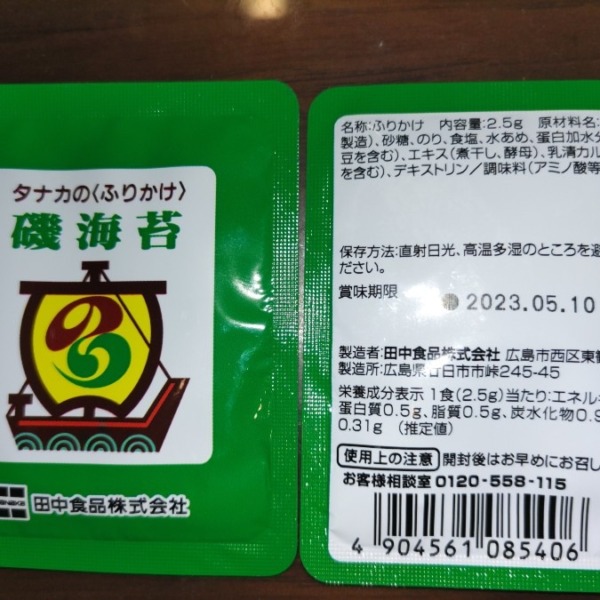 タナカの〈ふりかけ〉
磯海苔
田中食品株式会社
名称:ふりかけ 内容量:2.5g 原材料名:
製造)、砂糖、のり、食塩、水あめ、蛋白加水分
豆を含む)、エキス(煮干し、酵母)、乳清カル
を含む)、デキストリン/調味料(アミノ酸等
保存方法:直射日光、高温多湿のところを避
ださい。
賞味期限 2023.05.10
製造者:田中食品株式会社 広島市西区東
製造所:広島県廿日市市峠245-45
栄養成分表示 1食(2.5g)当たり:エネルギ
蛋白質0.5g、脂質0.5g、炭水化物0.9
0.31g (推定値)
使用上の注意 開封後はお早めにお召し
お客様相談室 0120-558-115
4 904561 085406